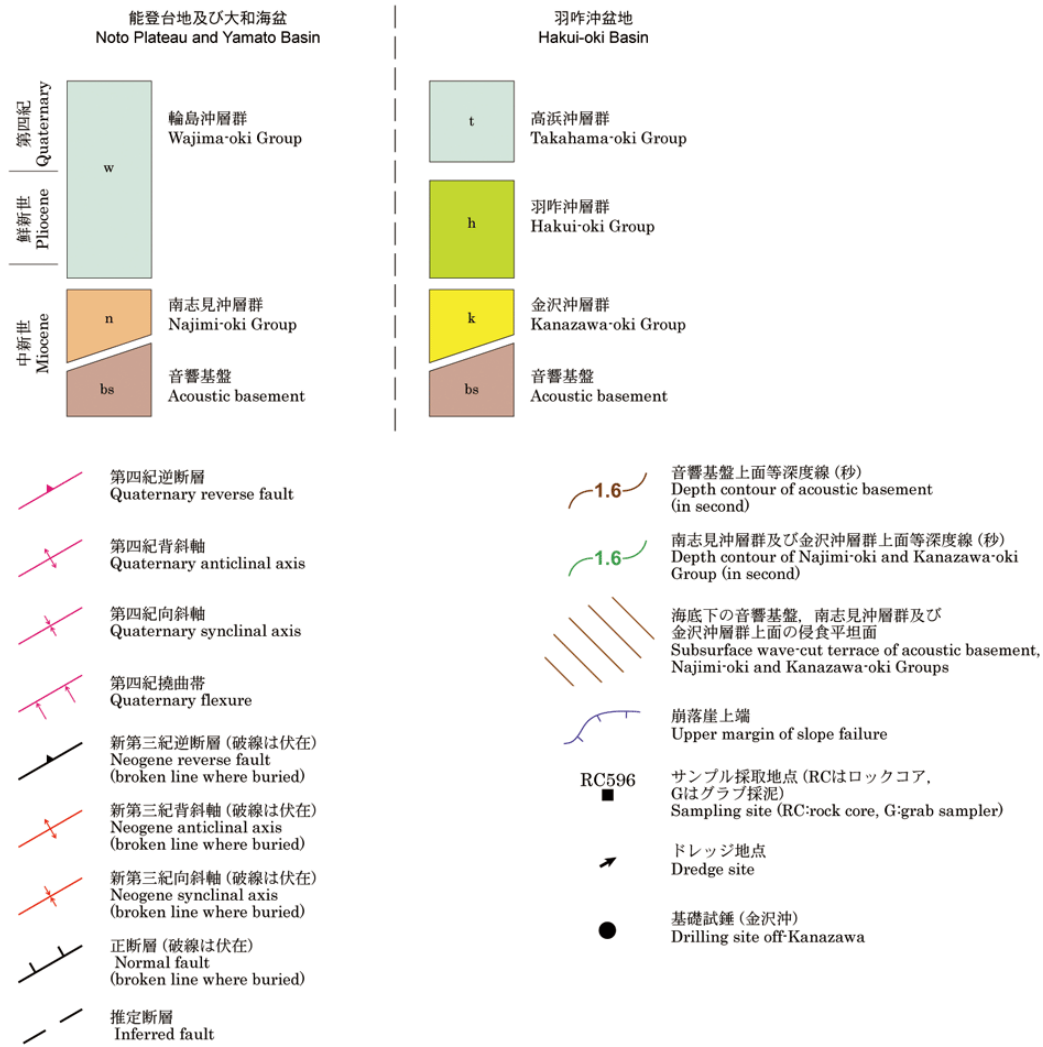 能登台地及び大和海盆
Noto Plateau and Yamato Basin
羽咋沖盆地
Hakui-oki Basin
第四紀
Quaternary
鮮新世
Pliocene
中新世
Miocene
w
輪島沖層群
Wajima-oki Group
n
南志見沖層群
Najimi-oki Group
bs
音響基盤
Acoustic basement
t
高浜沖層群
Takahama-oki Group
h
羽咋沖層群
Hakui-oki Group
k
金沢沖層群
Kanazawa-oki Group
bs
音響基盤
Acoustic basement
第四紀逆断層
Quaternary reverse fault
第四紀背斜軸
Quaternary anticlinal axis
第四紀向斜軸
Quaternary synclinal axis
第四紀撓曲帯
Quaternary flexure
新第三紀逆断層 (破線は伏在)
Neogene reverse fault
(broken line where buried)
新第三紀背斜軸 (破線は伏在)
Neogene anticlinal axis
(broken line where buried)
新第三紀向斜軸 (破線は伏在)
Neogene synclinal axis
(broken line where buried)
正断層 (破線は伏在)
Normal fault
(broken line where buried)
推定断層
Inferred fault
1.6
音響基盤上面等深度線 (秒)
Depth contour of acoustic basement
(in second)
1.6
南志見沖層群及び金沢沖層群上面等深度線 (秒)
Depth contour of Najimi-oki and Kanazawa-oki
Group (in second)
海底下の音響基盤, 南志見沖層群及び
金沢沖層群上面の侵食平坦面
Subsurface wave-cut terrace of acoustic basement,
Najimi-oki and Kanazawa-oki Groups
崩落崖上端
Upper margin of slope failure
RC596
サンプル採取地点 (RCはロックコア,
Gはグラブ採泥)
Sampling site (RC:rock core, G:grab sampler)
ドレッジ地点
Dredge site
基礎試錐 (金沢沖)
Drilling site off-Kanazawa